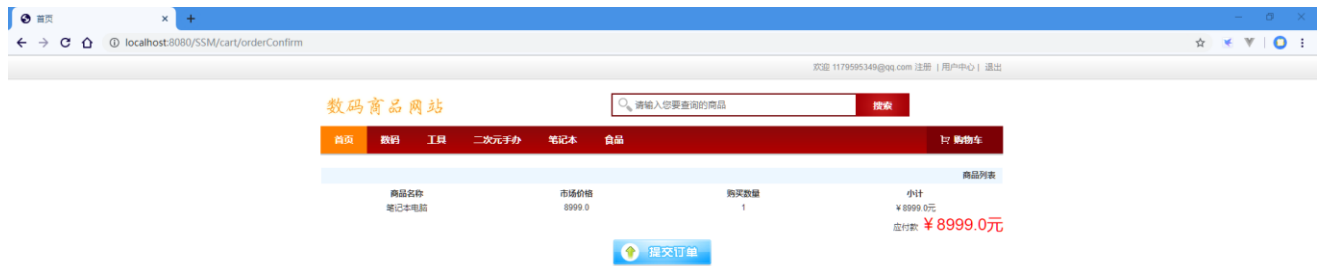 首页
localhost:8080/SSM/cart/orderConfirm
欢迎 1179595349@qq.com 注册 | 用户中心 | 退出
数码商品网站 请输入您要查询的商品 搜索
首页 数码 工具 二次元手办 笔记本 食品 购物车
商品列表
商品名称 市场价格 购买数量 小计
笔记本电脑 8999.0 1 ¥8999.0元
应付款 ¥8999.0元
提交订单